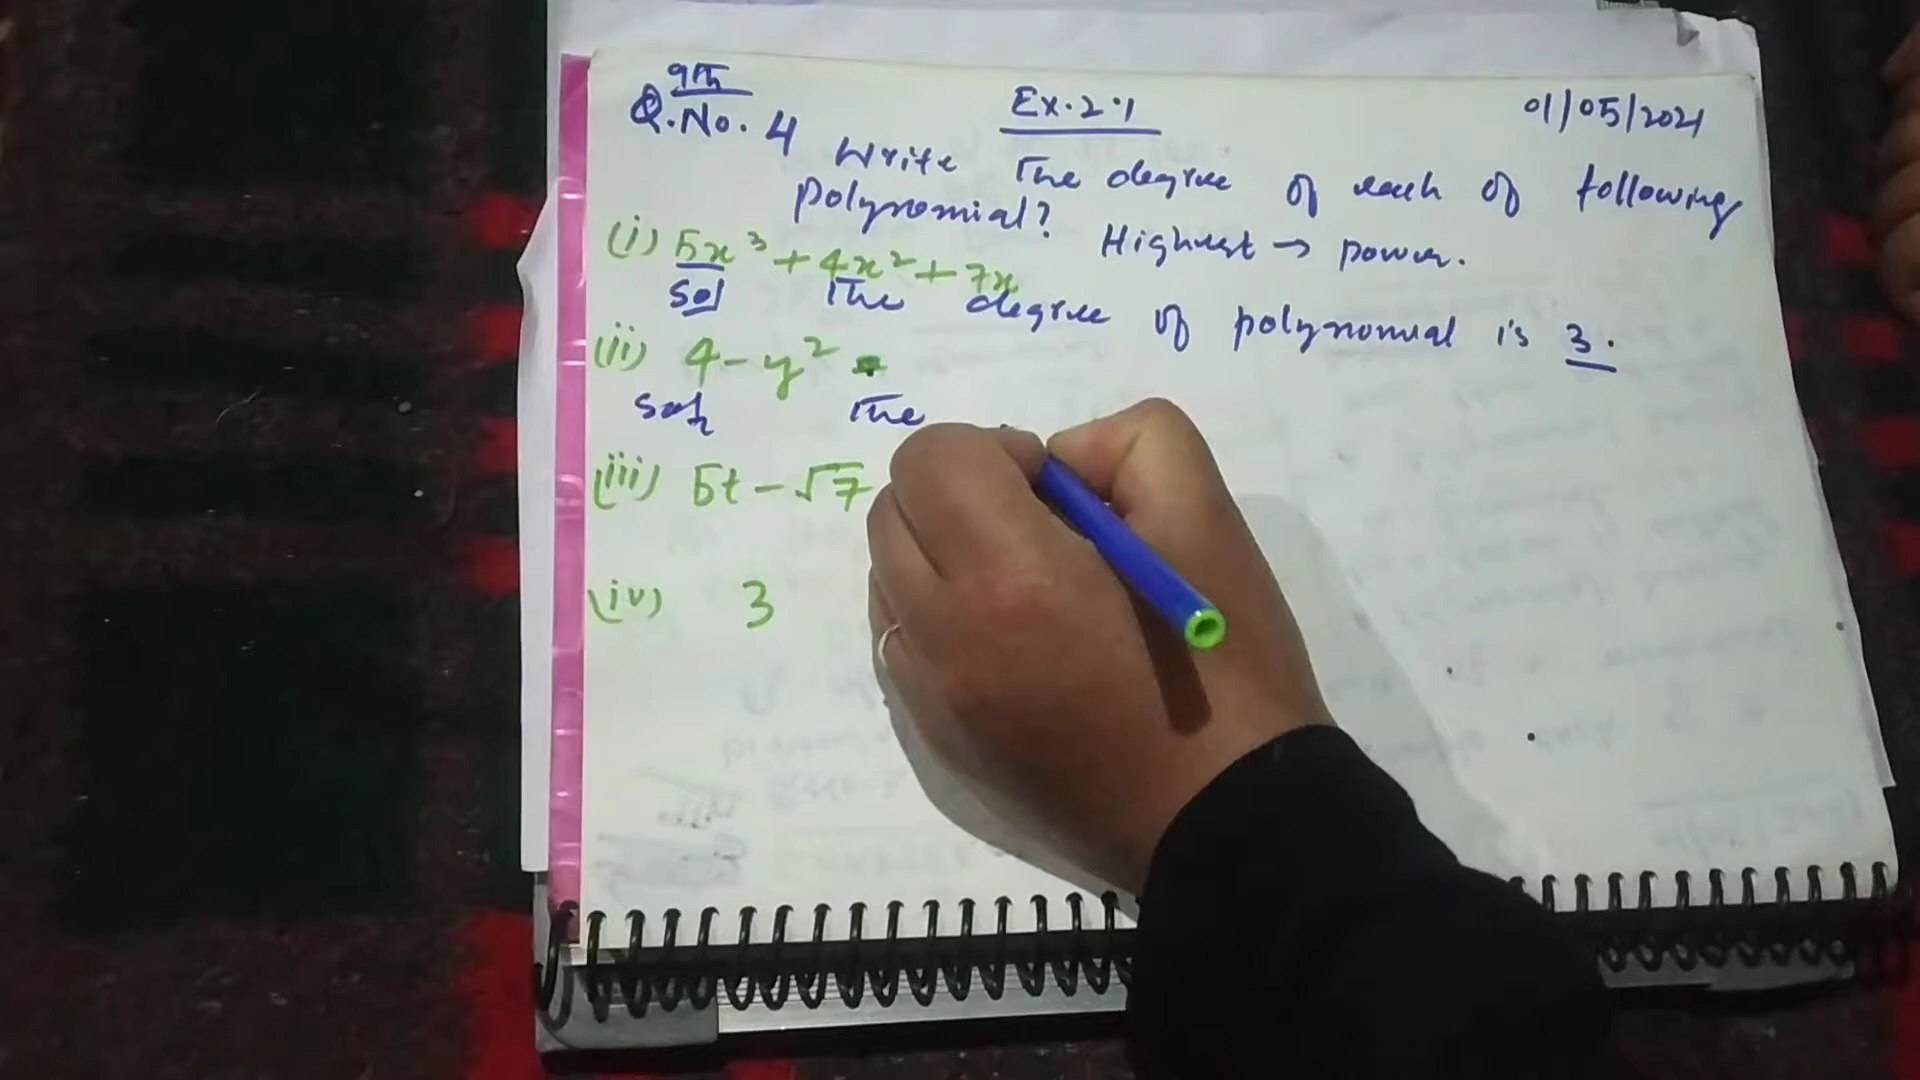 9th
Q.No. 4 Ex.2.1 01/05/2021
Write The degree of each of following
polynomial? Highest → power.
(i) 5x³ + 4x² + 7x
Sol The degree of polynomial is 3.
(ii) 4 - y²
Sol The
(iii) 5t - √7
(iv) 3